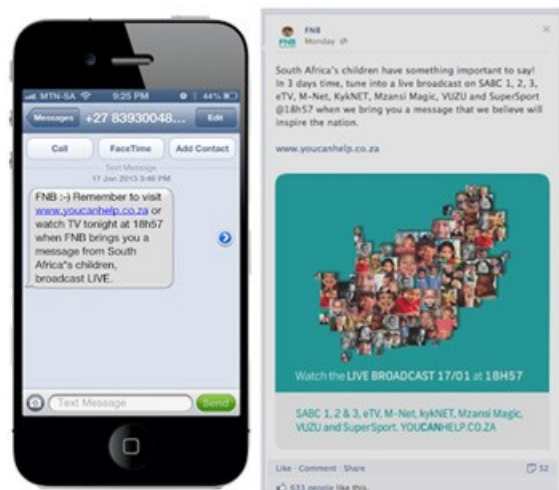 MTN-SA 9:25 PM 44%
Messages +27 83930048... Edit
Call FaceTime Add Contact
Text Message
17 Jan 2013 3:46 PM
FNB :-) Remember to visit
www.youcanhelp.co.za or
watch TV tonight at 18h57
when FNB brings you a
message from South
Africa"s children,
broadcast LIVE.
Text Message Send
FNB
FNB
Monday
South Africa's children have something important to say!
In 3 days time, tune into a live broadcast on SABC 1, 2, 3,
eTV, M-Net, KykNET, Mzansi Magic, VUZU and SuperSport
@18h57 when we bring you a message that we believe will
inspire the nation.
www.youcanhelp.co.za
Watch the LIVE BROADCAST 17/01 at 18H57
SABC 1, 2 & 3, eTV, M-Net, kykNET, Mzansi Magic,
VUZU and SuperSport. YOUCANHELP.CO.ZA
Like · Comment · Share 52
633 people like this.